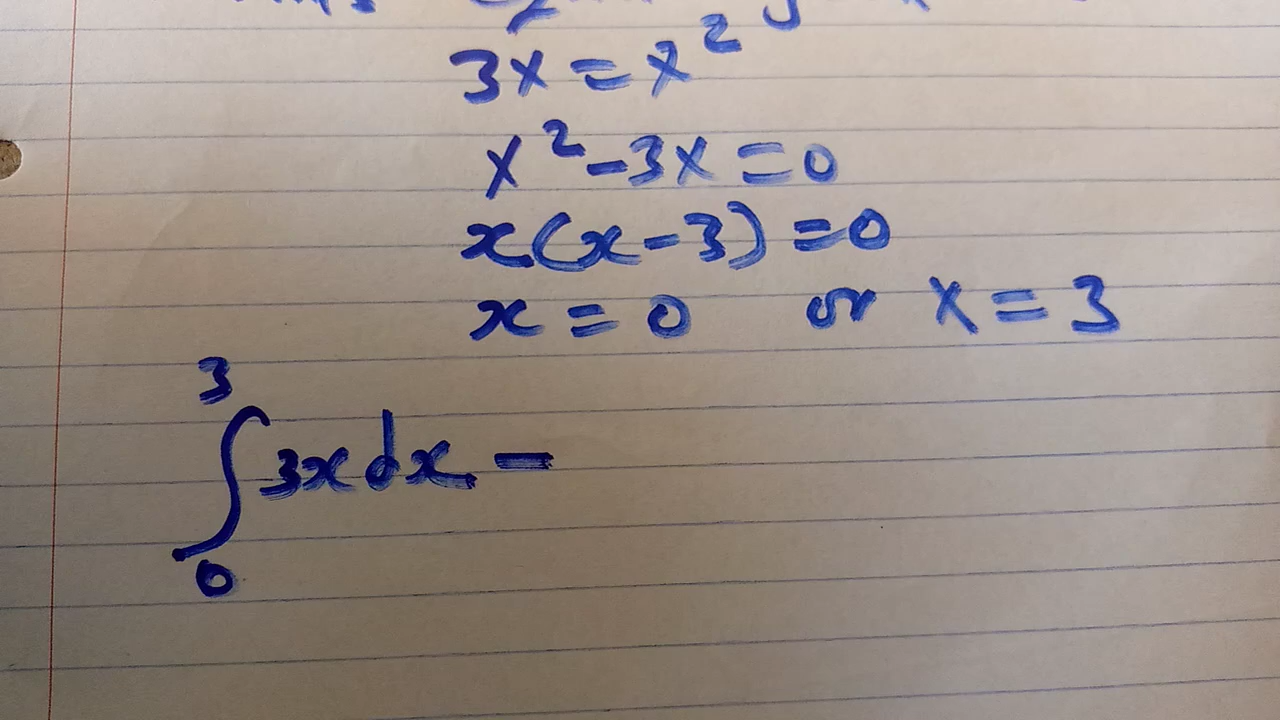 3x = x²
x² - 3x = 0
x(x - 3) = 0
x = 0 or x = 3
∫₀³ 3x dx -